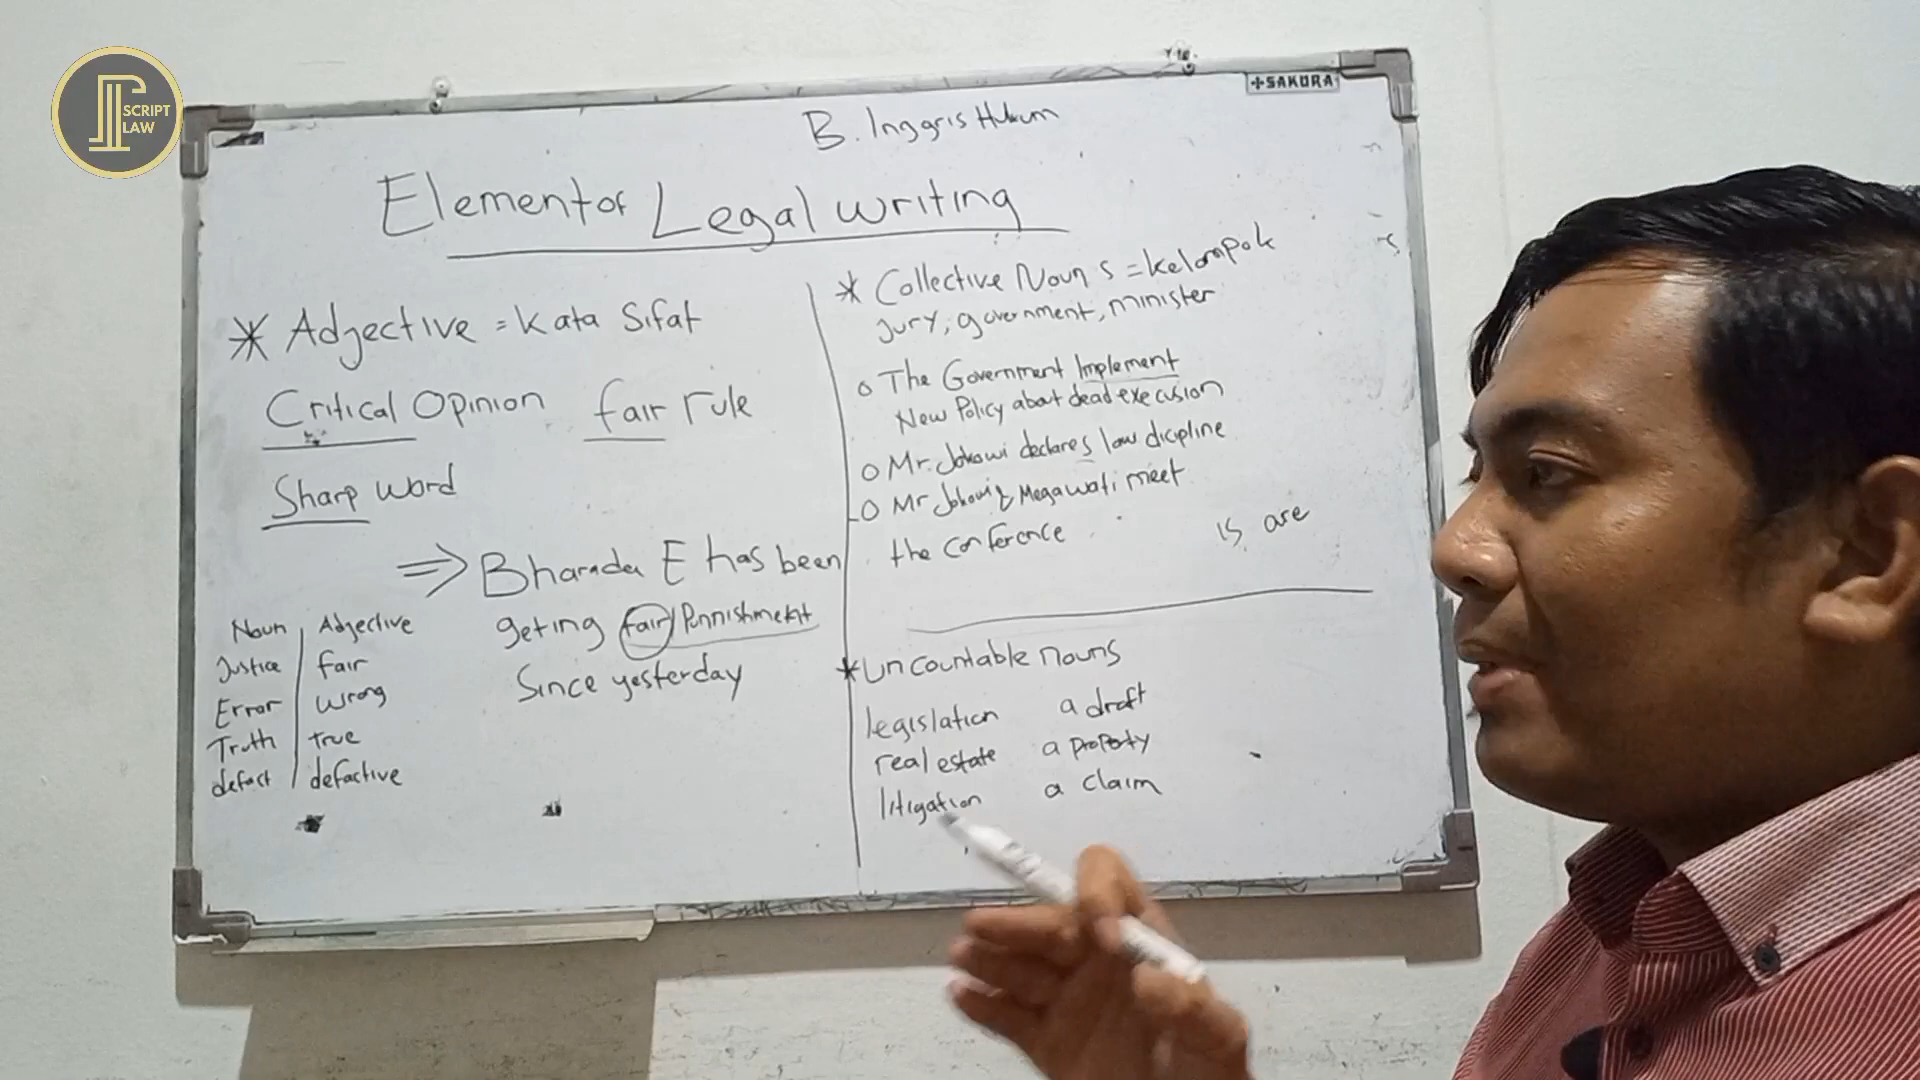 SCRIPT
LAW
+SAKURA
B. Inggris Hukum
Element of Legal writing
* Adjective = Kata Sifat
Critical Opinion fair rule
Sharp word
⇒ Bharada E has been
geting fair Punnishment
Since yesterday
Noun Adjective
Justice fair
Error wrong
Truth true
defect defective
* Collective Noun s = Kelompok
Jury, government, minister
o The Government Implement
New Policy about dead execusion
o Mr. Jokowi declares law dicipline
o Mr Jokowi & Megawati meet
the conference
is are
* Uncountable nouns
legislation a draft
real estate a property
litigation a claim